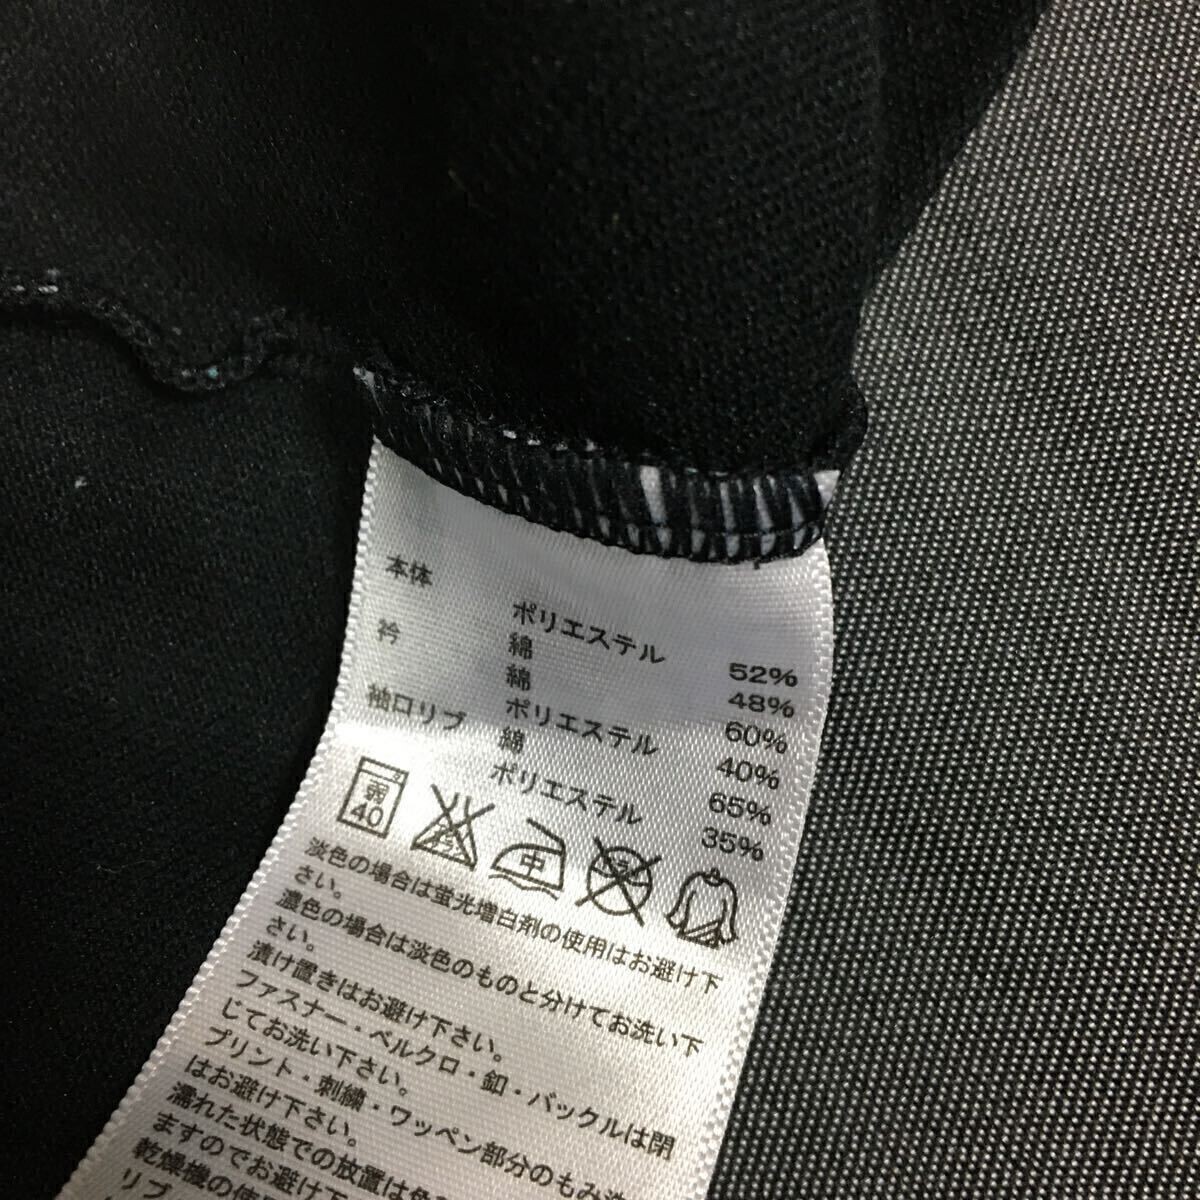 本体 ポリエステル 52%
綿 48%
衿 綿 60%
ポリエステル 40%
袖口リブ 綿 65%
ポリエステル 35%
弱 40 中
淡色の場合は蛍光増白剤の使用はお避け下
さい。
濃色の場合は淡色のものと分けてお洗い下
さい。
漬け置きはお避け下さい。
ファスナー・ベルクロ・釦・バックルは閉
じてお洗い下さい。
プリント・刺繍・ワッペン部分のもみ洗
はお避け下さい。
濡れた状態での放置は
ますのでお避け下
乾燥機の使
リブ